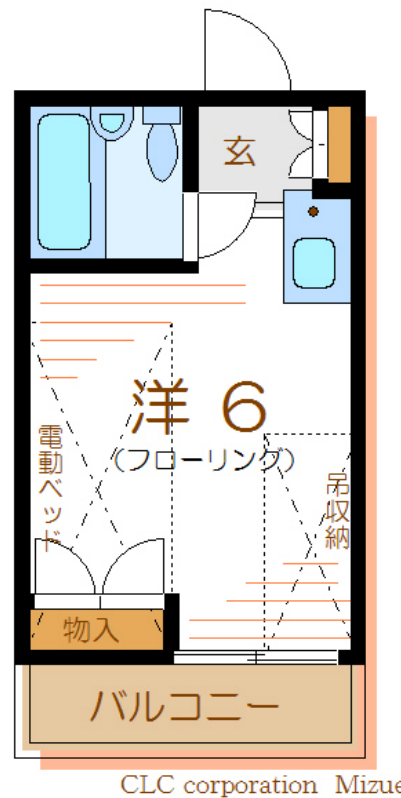 玄
洋 6
(フローリング)
電動ベッド
吊収納
物入
バルコニー
CLC corporation Mizue